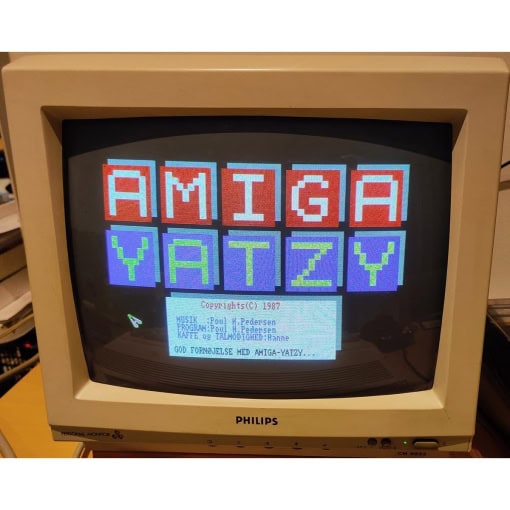 AMIGA
YATZY
Copyrights(C) 1987
MUSIK :Poul H.Pedersen
PROGRAM:Poul H.Pedersen
KAFFE og TALMODIGHED:Hanne
GOD FORNØJELSE MED AMIGA-YATZY...
PHILIPS